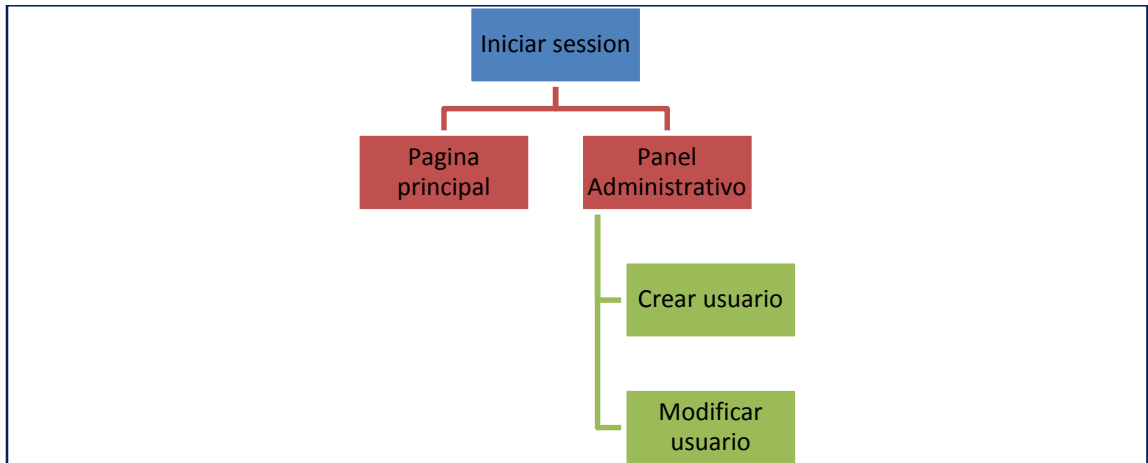 Iniciar session
Pagina
principal
Panel
Administrativo
Crear usuario
Modificar
usuario